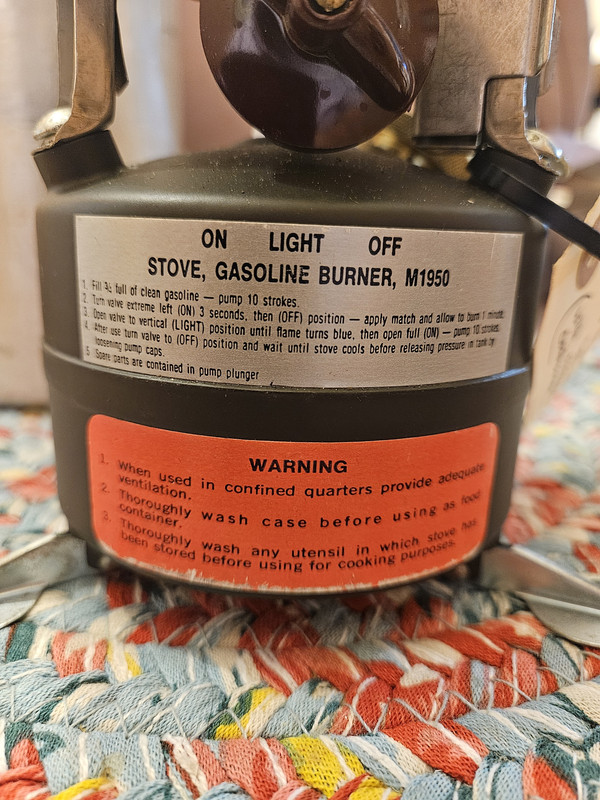 ON LIGHT OFF
STOVE, GASOLINE BURNER, M1950
1. Fill ¾ full of clean gasoline — pump 10 strokes.
2. Turn valve extreme left (ON) 3 seconds, then (OFF) position — apply match and allow to burn 1 minute.
3. Open valve to vertical (LIGHT) position until flame turns blue, then open full (ON) — pump 10 strokes.
4. After use turn valve to (OFF) position and wait until stove cools before releasing pressure in tank by
loosening pump caps.
5. Spare parts are contained in pump plunger
WARNING
1. When used in confined quarters provide adequate
ventilation.
2. Thoroughly wash case before using as food
container.
3. Thoroughly wash any utensil in which stove has
been stored before using for cooking purposes.